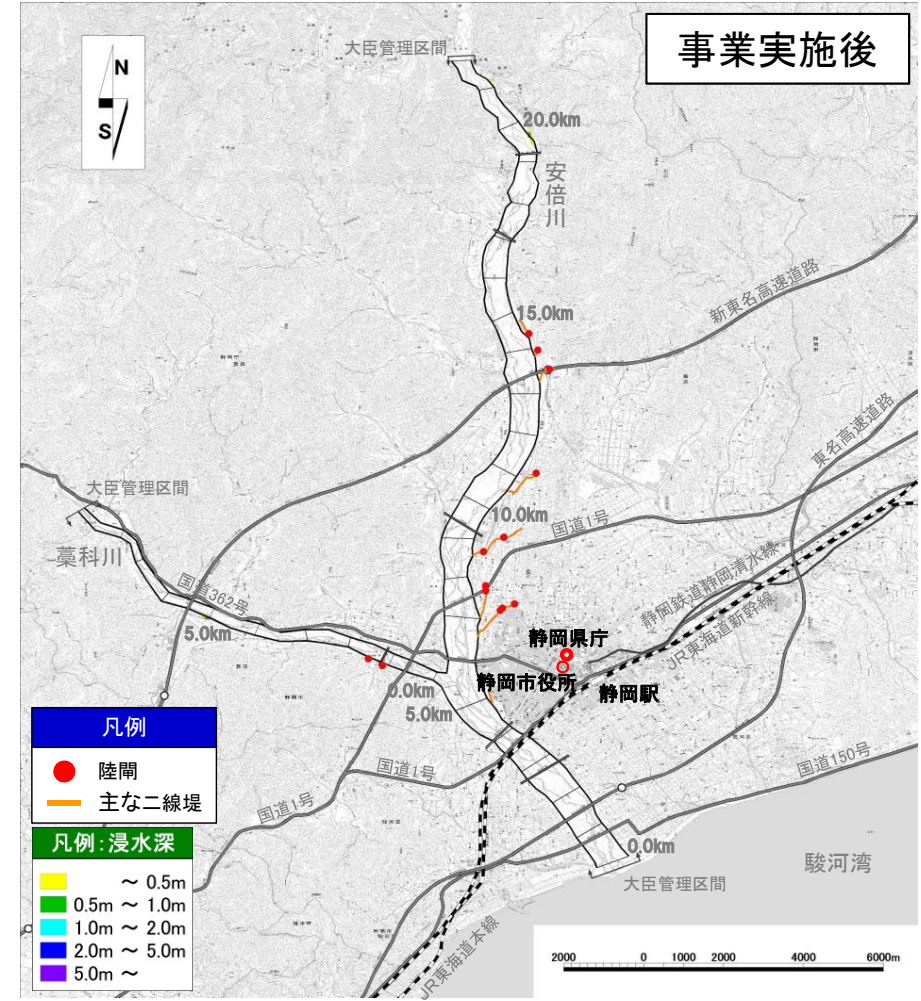 事業実施後
大臣管理区間
N
S
20.0km
安倍川
新東名高速道路
15.0km
東名高速道路
大臣管理区間
10.0km
国道1号
藁科川
国道362号
静岡鉄道静岡清水線
JR東海道新幹線
5.0km
静岡県庁
静岡市役所
静岡駅
0.0km
5.0km
国道1号
国道150号
国道1号
0.0km
駿河湾
大臣管理区間
JR東海道本線
凡例
陸閘
主な二線堤
凡例:浸水深
～ 0.5m
0.5m ～ 1.0m
1.0m ～ 2.0m
2.0m ～ 5.0m
5.0m ～
2000 0 1000 2000 4000 6000m